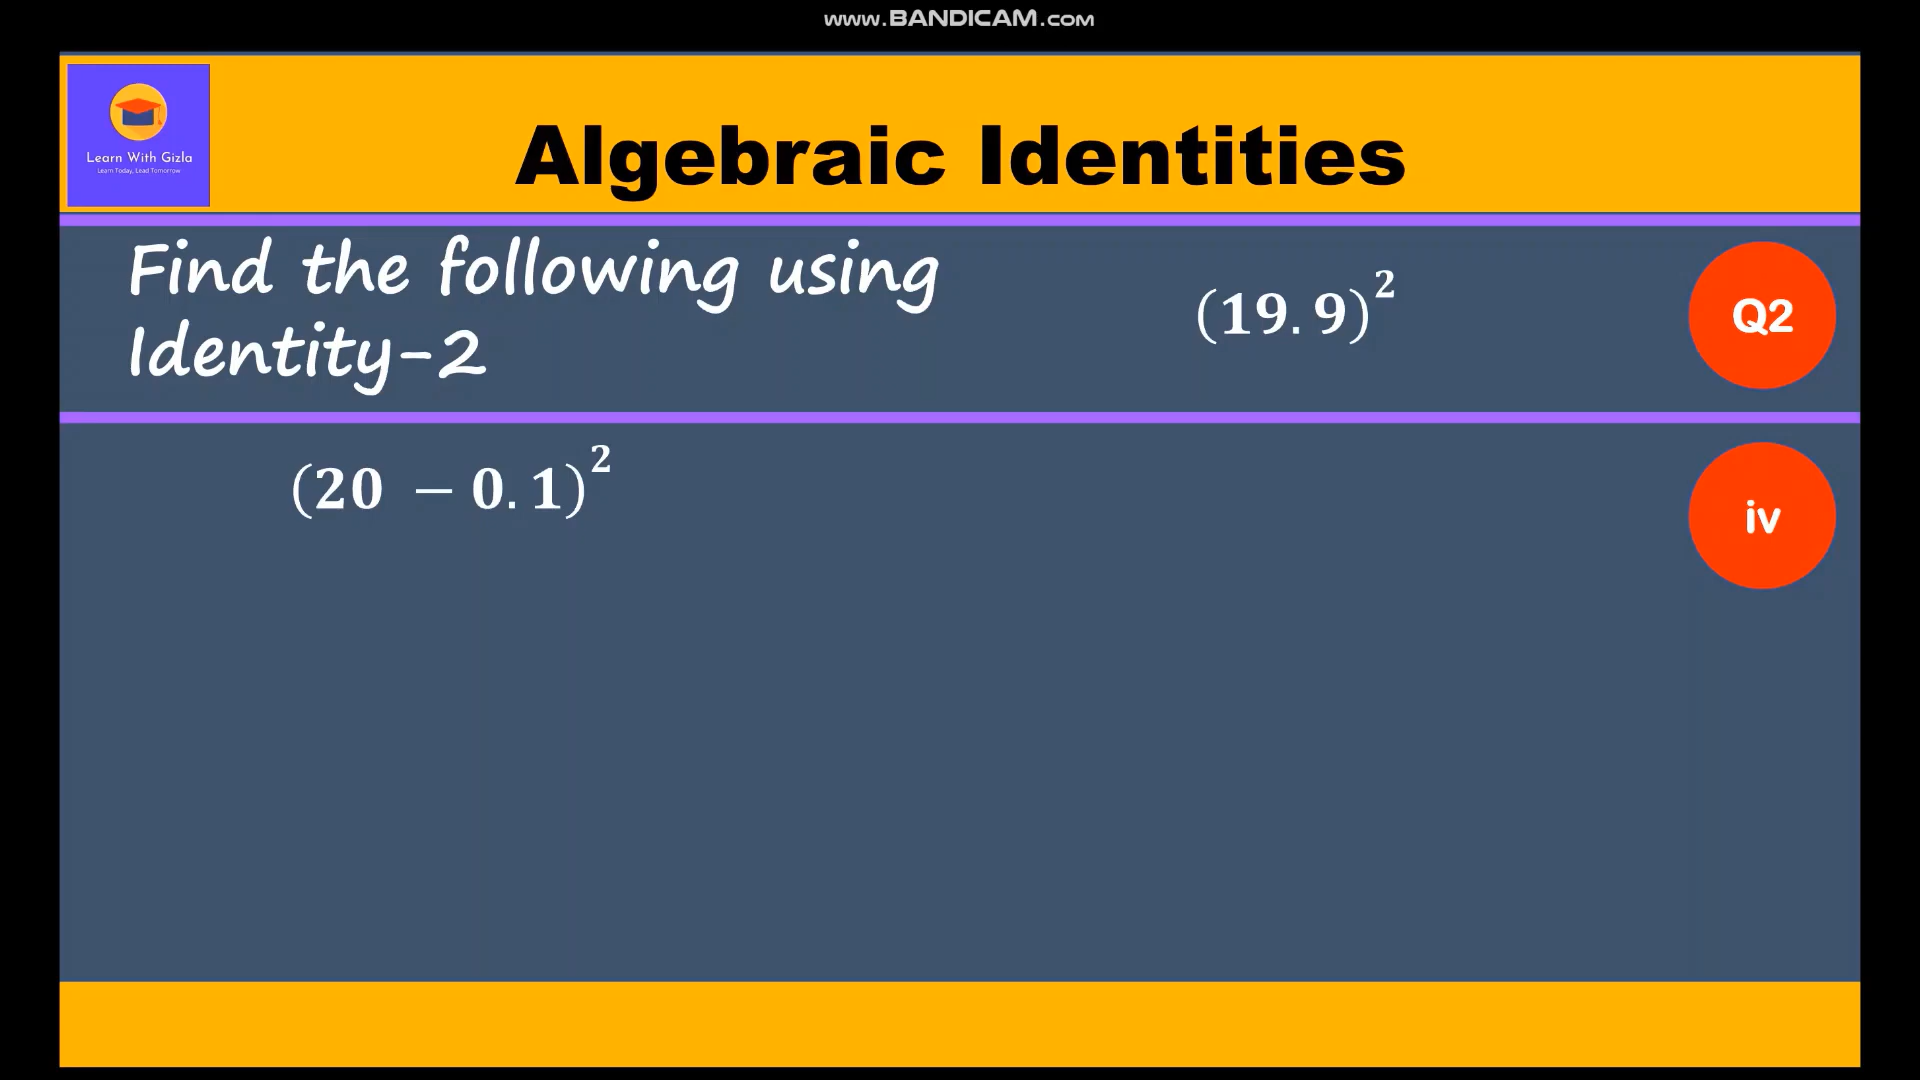 www.BANDICAM.com
Learn With Gizla
Learn Today, Lead Tomorrow
Algebraic Identities
Find the following using
Identity-2
(19.9)²
Q2
(20 − 0.1)²
iv